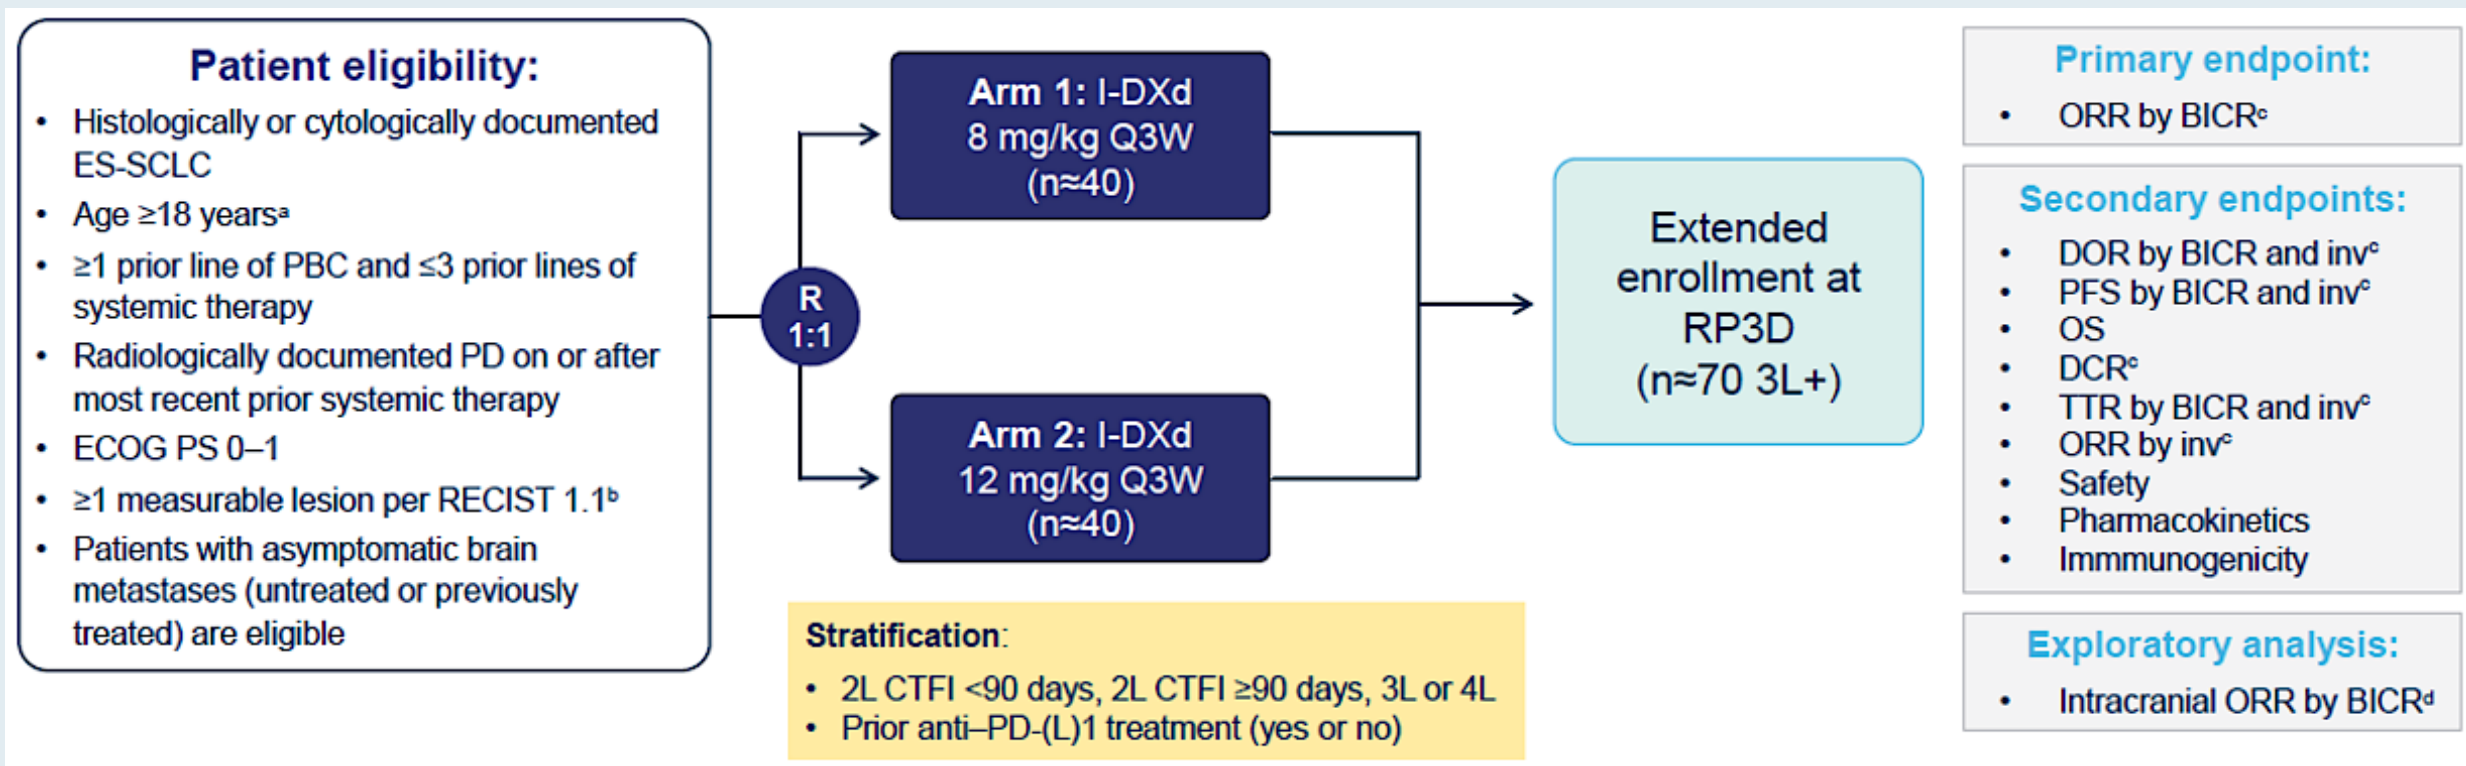 Patient eligibility:
• Histologically or cytologically documented
ES-SCLC
• Age ≥18 yearsᵃ
• ≥1 prior line of PBC and ≤3 prior lines of
systemic therapy
• Radiologically documented PD on or after
most recent prior systemic therapy
• ECOG PS 0–1
• ≥1 measurable lesion per RECIST 1.1ᵇ
• Patients with asymptomatic brain
metastases (untreated or previously
treated) are eligible
R
1:1
Arm 1: I-DXd
8 mg/kg Q3W
(n≈40)
Arm 2: I-DXd
12 mg/kg Q3W
(n≈40)
Stratification:
• 2L CTFI <90 days, 2L CTFI ≥90 days, 3L or 4L
• Prior anti–PD-(L)1 treatment (yes or no)
Extended
enrollment at
RP3D
(n≈70 3L+)
Primary endpoint:
• ORR by BICRᶜ
Secondary endpoints:
• DOR by BICR and invᶜ
• PFS by BICR and invᶜ
• OS
• DCRᶜ
• TTR by BICR and invᶜ
• ORR by invᶜ
• Safety
• Pharmacokinetics
• Immmunogenicity
Exploratory analysis:
• Intracranial ORR by BICRᵈ